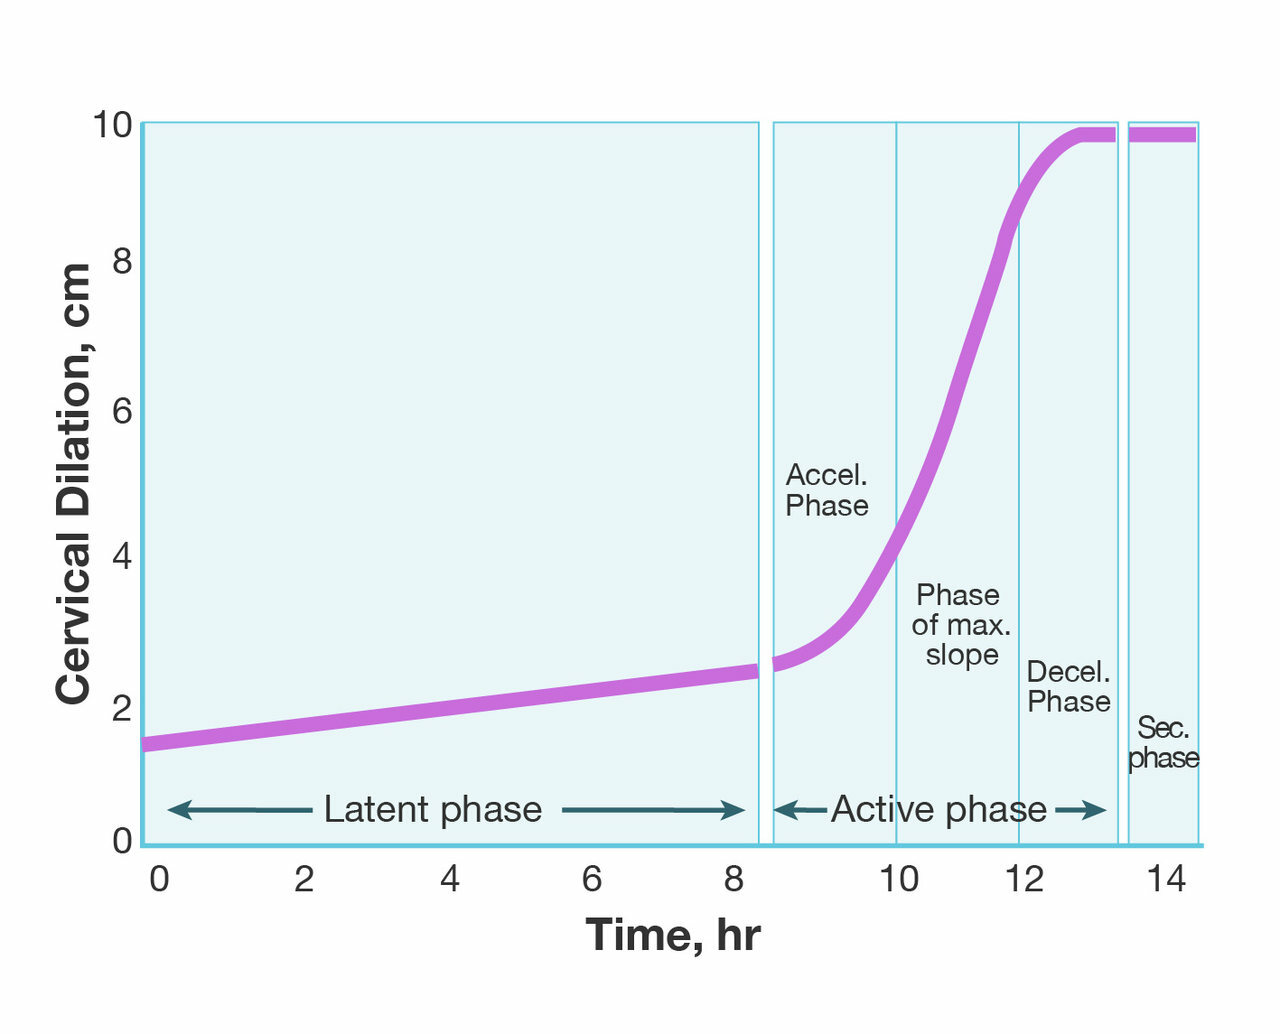 10
8
6
4
2
0
Cervical Dilation, cm
Accel.
Phase
Phase
of max.
slope
Decel.
Phase
Sec.
phase
Latent phase
Active phase
0 2 4 6 8 10 12 14
Time, hr